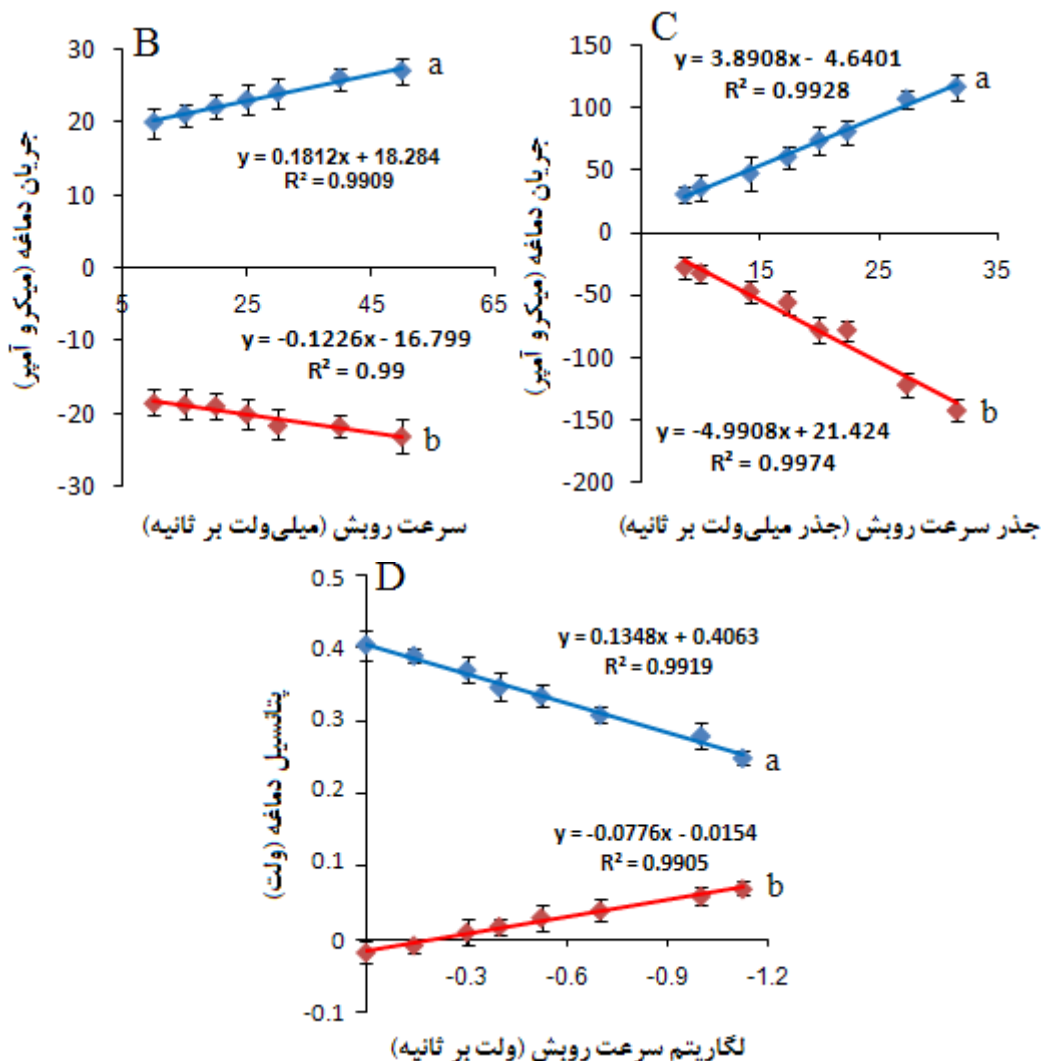 B
30
20
10
0
-10
-20
-30
5
25
45
65
a
y = 0.1812x + 18.284
R² = 0.9909
y = -0.1226x - 16.799
R² = 0.99
b
جریان دماغه (میکرو آمپر)
سرعت روبش (میلی‌ولت بر ثانیه)
C
150
100
50
0
-50
-100
-150
-200
15
25
35
y = 3.8908x - 4.6401
R² = 0.9928
a
y = -4.9908x + 21.424
R² = 0.9974
b
جریان دماغه (میکرو آمپر)
جذر سرعت روبش (جذر میلی‌ولت بر ثانیه)
D
0.5
0.4
0.3
0.2
0.1
0
-0.1
-0.3
-0.6
-0.9
-1.2
y = 0.1348x + 0.4063
R² = 0.9919
a
y = -0.0776x - 0.0154
R² = 0.9905
b
پتانسیل دماغه (ولت)
لگاریتم سرعت روبش (ولت بر ثانیه)